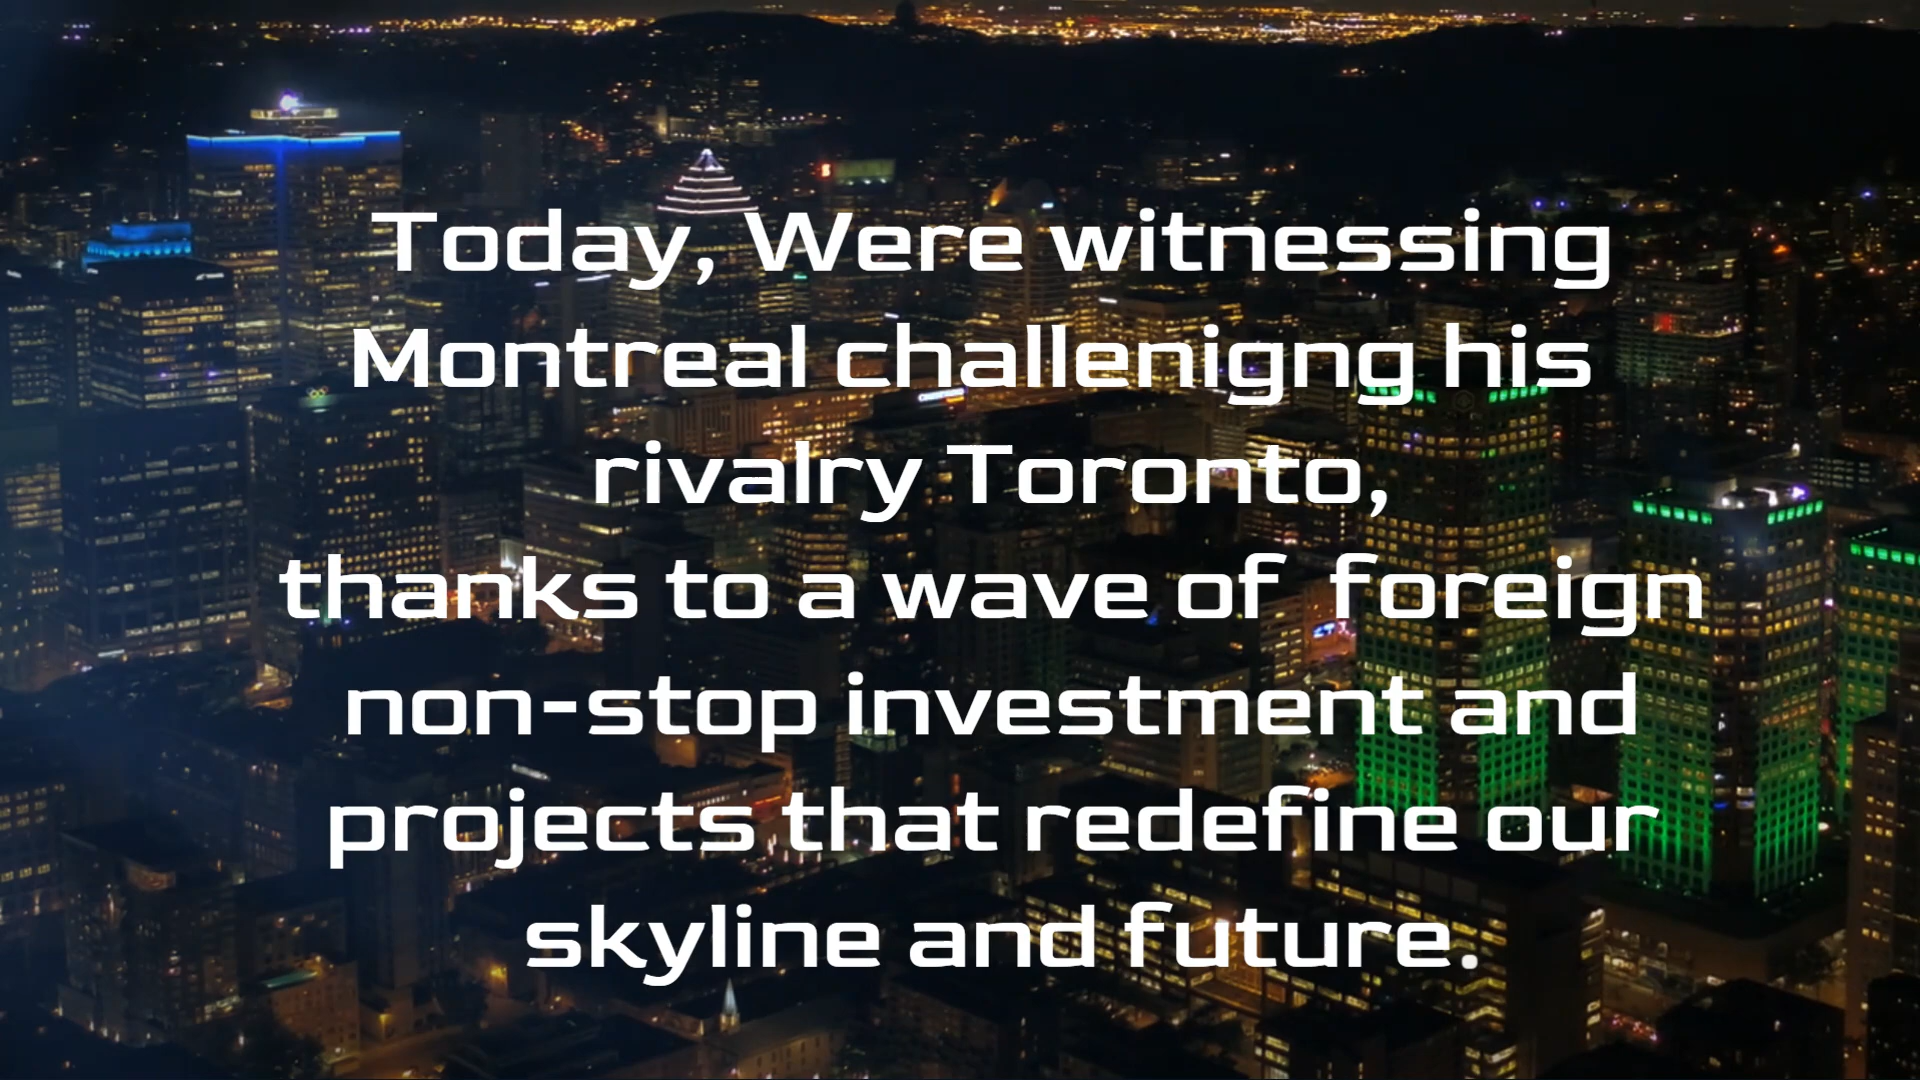 Today, Were witnessing
Montreal challenigng his
rivalry Toronto,
thanks to a wave of  foreign
non-stop investment and
projects that redefine our
skyline and future.